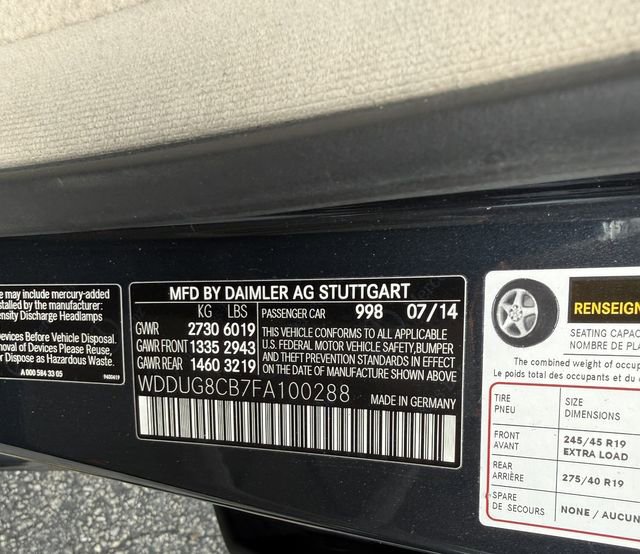 e may include mercury-added
stalled by the manufacturer:
ensity Discharge Headlamps
Devices Before Vehicle Disposal.
Removal of Devices Please Reuse,
or Dispose as Hazardous Waste.
A 000 584 33 05
MFD BY DAIMLER AG STUTTGART
KG LBS PASSENGER CAR 998 07/14
GWR 2730 6019
GAWR FRONT 1335 2943
GAWR REAR 1460 3219
THIS VEHICLE CONFORMS TO ALL APPLICABLE
U.S. FEDERAL MOTOR VEHICLE SAFETY, BUMPER
AND THEFT PREVENTION STANDARDS IN EFFECT
ON THE DATE OF MANUFACTURE SHOWN ABOVE.
WDDUG8CB7FA100288 MADE IN GERMANY
RENSEIGN
SEATING CAPAC
NOMBRE DE PLA
The combined weight of occup
Le poids total des occupants et du
TIRE PNEU
SIZE DIMENSIONS
FRONT AVANT
245/45 R19 EXTRA LOAD
REAR ARRIÈRE
275/40 R19
SPARE DE SECOURS
NONE / AUCUN